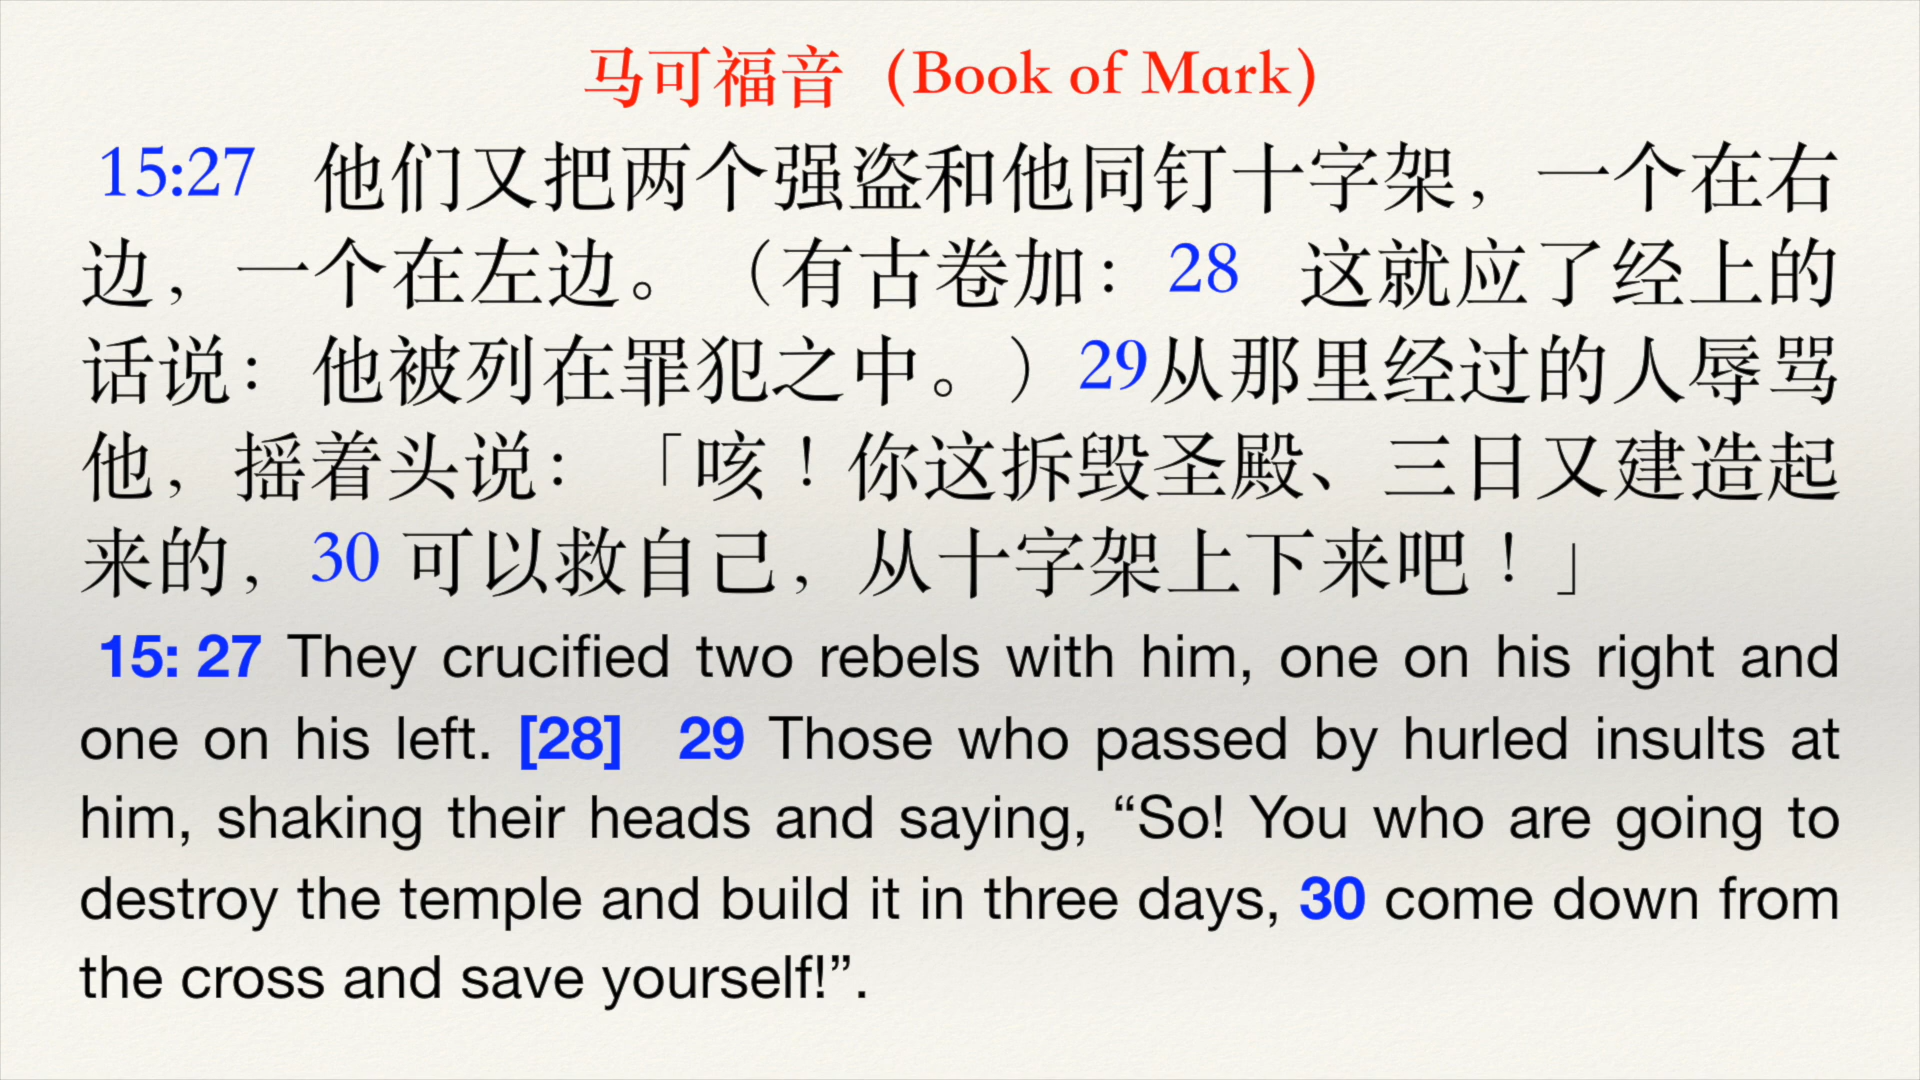 马可福音（Book of Mark）
15:27 他们又把两个强盗和他同钉十字架，一个在右
边，一个在左边。（有古卷加：28 这就应了经上的
话说：他被列在罪犯之中。）29从那里经过的人辱骂
他，摇着头说：「咳！你这拆毁圣殿、三日又建造起
来的，30 可以救自己，从十字架上下来吧！」
15: 27 They crucified two rebels with him, one on his right and
one on his left. [28] 29 Those who passed by hurled insults at
him, shaking their heads and saying, “So! You who are going to
destroy the temple and build it in three days, 30 come down from
the cross and save yourself!”.